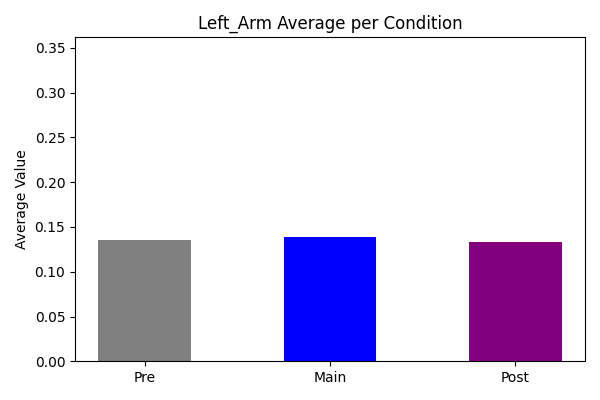 Left_Arm Average per Condition
Average Value
0.35
0.30
0.25
0.20
0.15
0.10
0.05
0.00
Pre
Main
Post